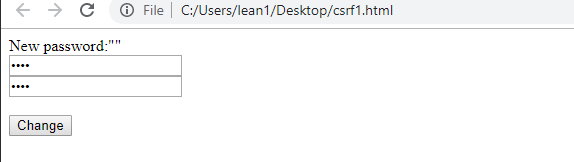 File | C:/Users/lean1/Desktop/csrf1.html
New password:""
••••
••••
Change